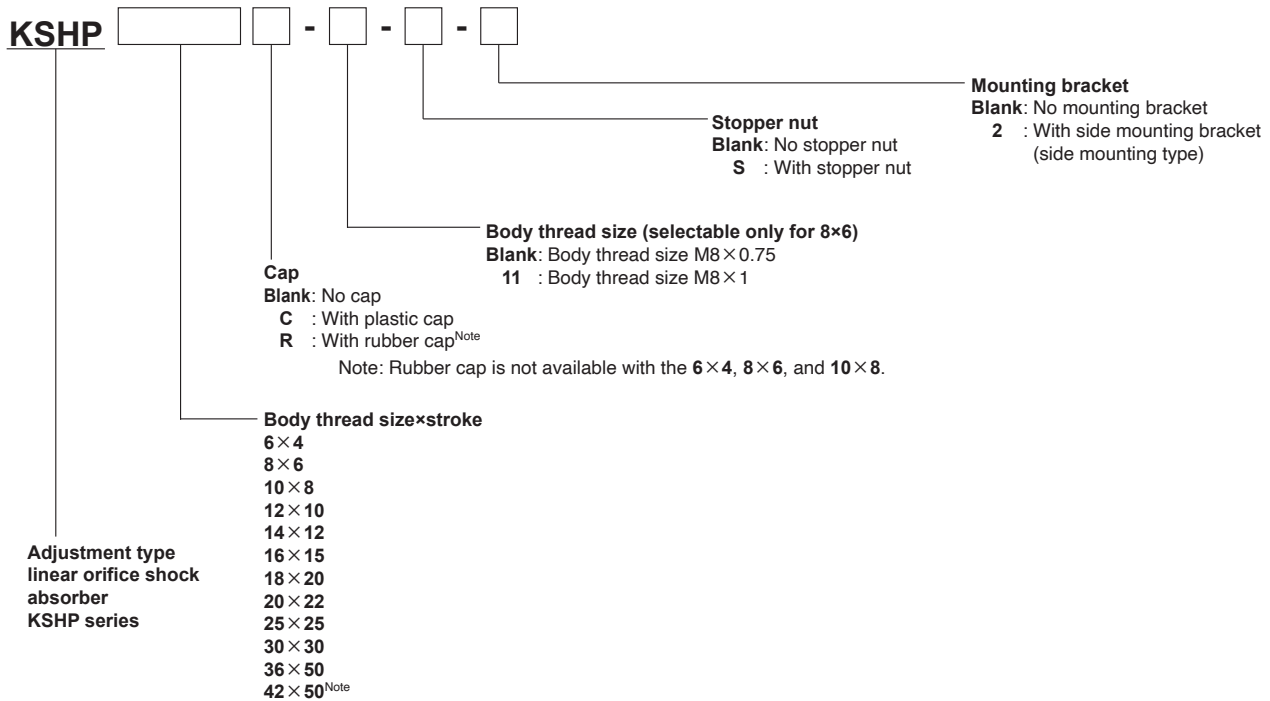 KSHP - - -
Mounting bracket
Blank: No mounting bracket
2 : With side mounting bracket
(side mounting type)
Stopper nut
Blank: No stopper nut
S : With stopper nut
Body thread size (selectable only for 8×6)
Blank: Body thread size M8×0.75
11 : Body thread size M8×1
Cap
Blank: No cap
C : With plastic cap
R : With rubber capNote
Note: Rubber cap is not available with the 6×4, 8×6, and 10×8.
Body thread size×stroke
6×4
8×6
10×8
12×10
14×12
16×15
18×20
20×22
25×25
30×30
36×50
42×50Note
Adjustment type
linear orifice shock
absorber
KSHP series